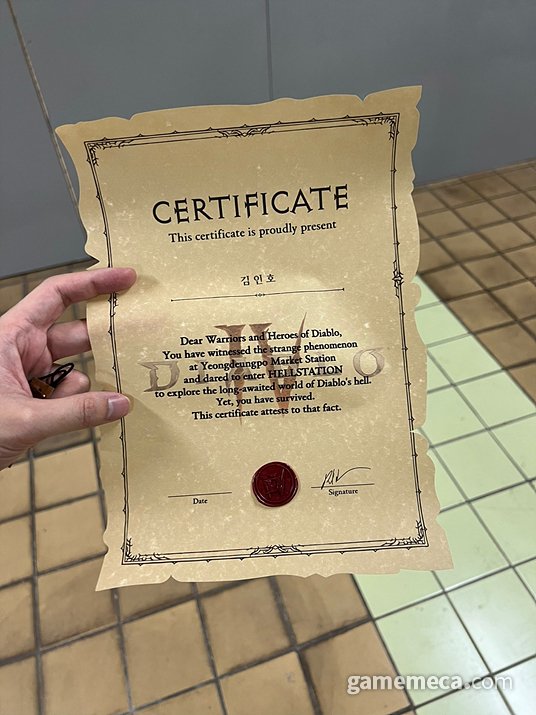 CERTIFICATE
This certificate is proudly present
김인호
DIABLO
IV
Dear Warriors and Heroes of Diablo,
You have witnessed the strange phenomenon
at Yeongdeungpo Market Station
and dared to enter HELLSTATION
to explore the long-awaited world of Diablo's hell.
Yet, you have survived.
This certificate attests to that fact.
Date
Signature
gamemeca.com